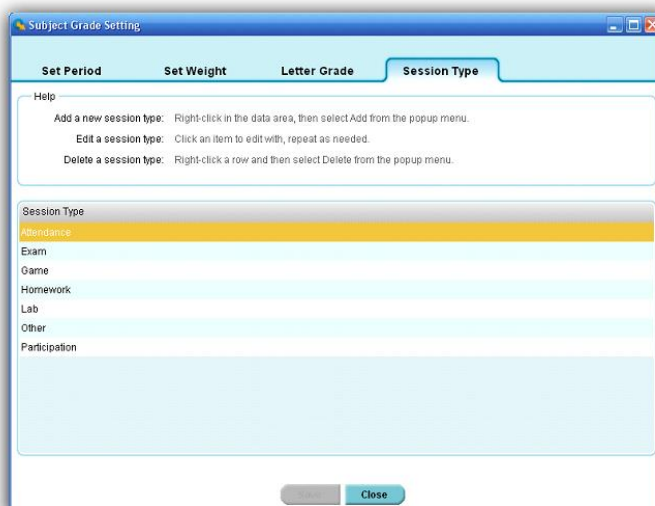 Subject Grade Setting
Set Period Set Weight Letter Grade Session Type
Help
Add a new session type: Right-click in the data area, then select Add from the popup menu.
Edit a session type: Click an item to edit with, repeat as needed.
Delete a session type: Right-click a row and then select Delete from the popup menu.
Session Type
Attendance
Exam
Game
Homework
Lab
Other
Participation
Save Close